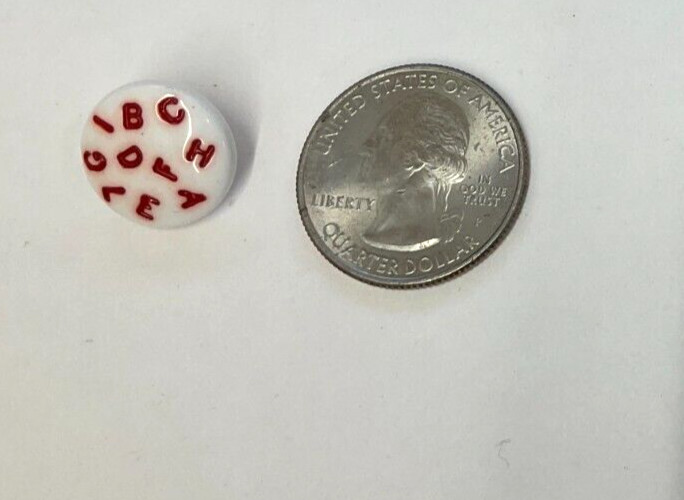 I B C
G D F H
L E A
UNITED STATES OF AMERICA
LIBERTY
IN
GOD WE
TRUST
P
QUARTER DOLLAR